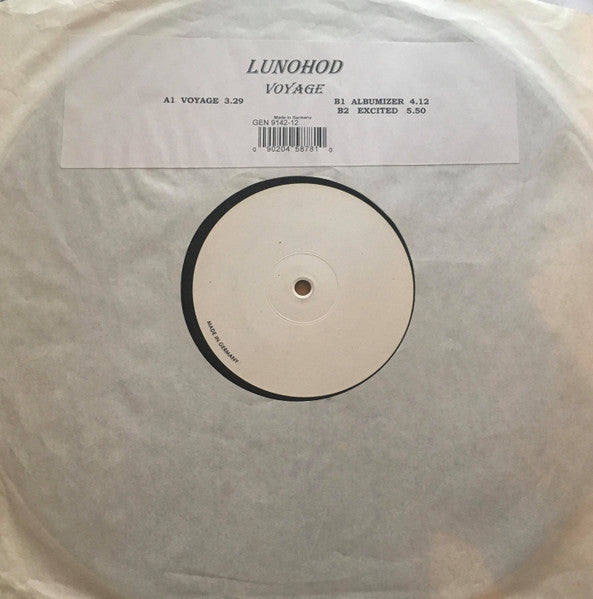 LUNOHOD
VOYAGE
A1 VOYAGE 3.29
B1 ALBUMIZER 4.12
B2 EXCITED 5.50
Made in Germany
GEN 9142-12
0 90204 58781 0
MADE IN GERMANY